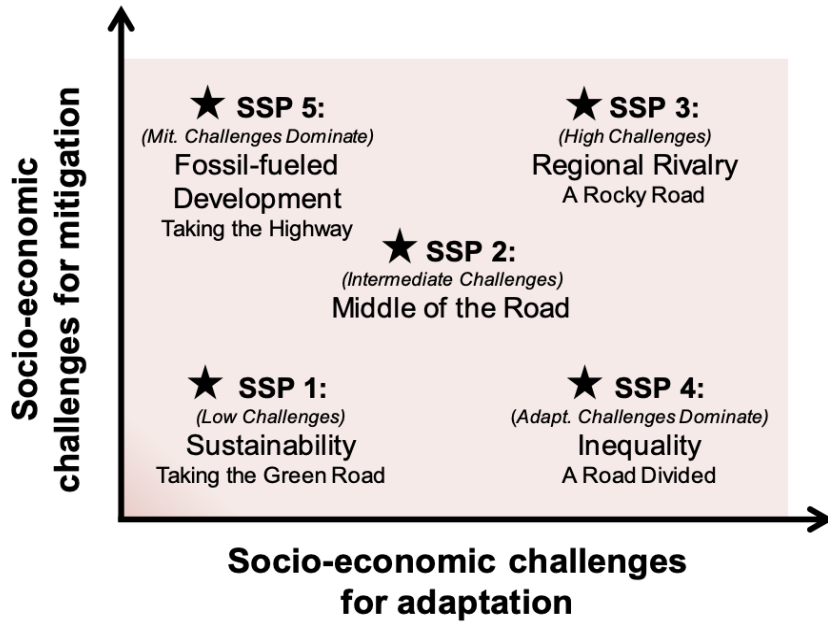 Socio-economic
challenges for mitigation
SSP 5:
(Mit. Challenges Dominate)
Fossil-fueled
Development
Taking the Highway
SSP 3:
(High Challenges)
Regional Rivalry
A Rocky Road
SSP 2:
(Intermediate Challenges)
Middle of the Road
SSP 1:
(Low Challenges)
Sustainability
Taking the Green Road
SSP 4:
(Adapt. Challenges Dominate)
Inequality
A Road Divided
Socio-economic challenges
for adaptation